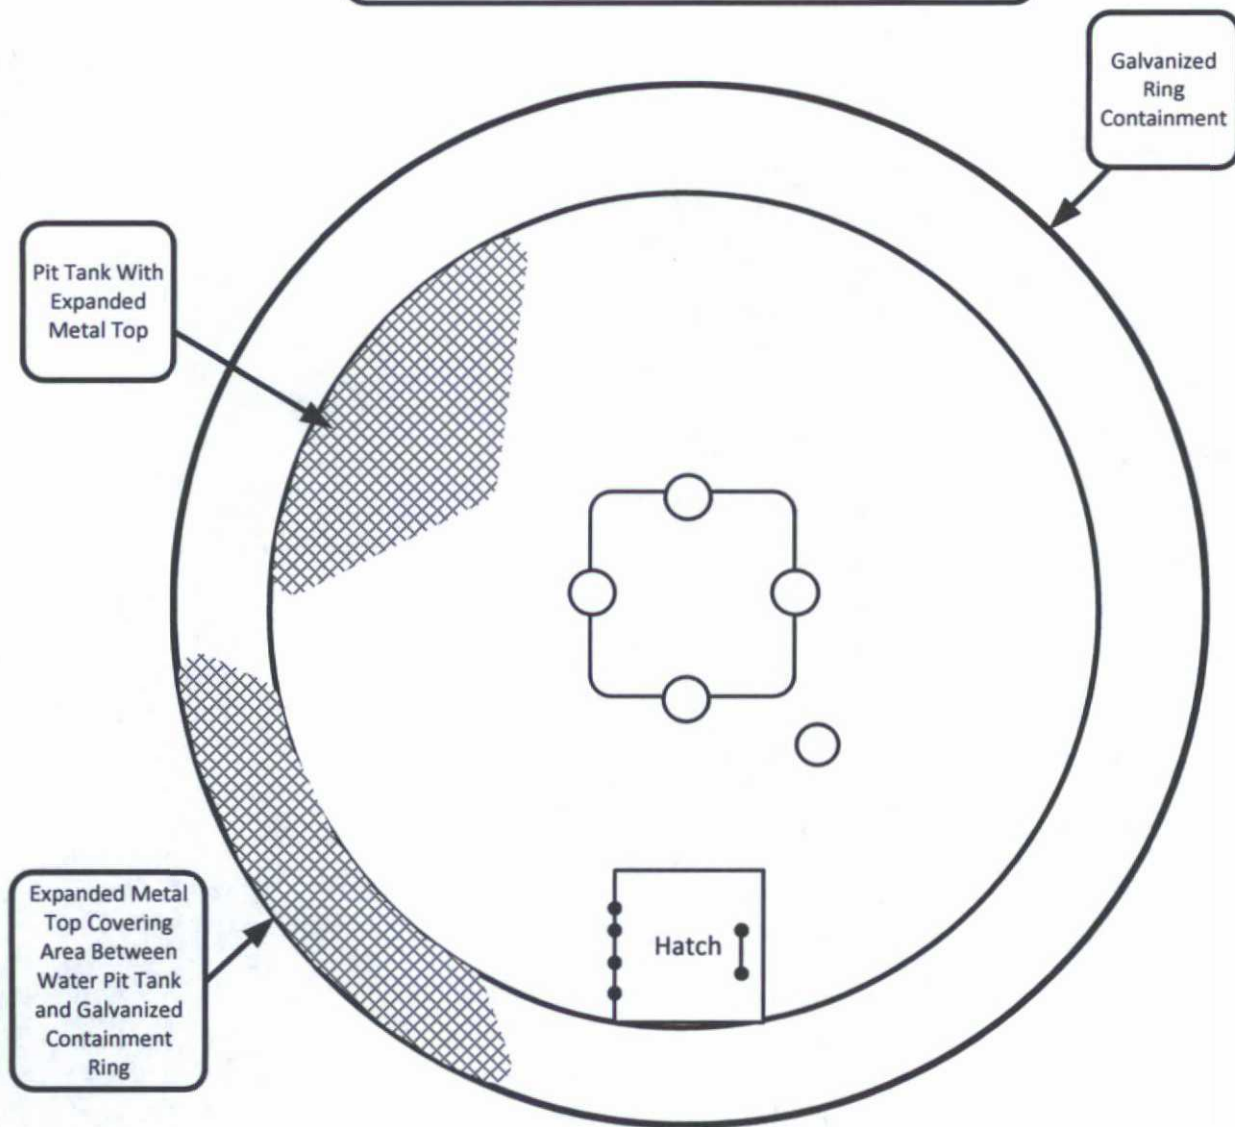 Galvanized
Ring
Containment
Pit Tank With
Expanded
Metal Top
Expanded Metal
Top Covering
Area Between
Water Pit Tank
and Galvanized
Containment
Ring
Hatch